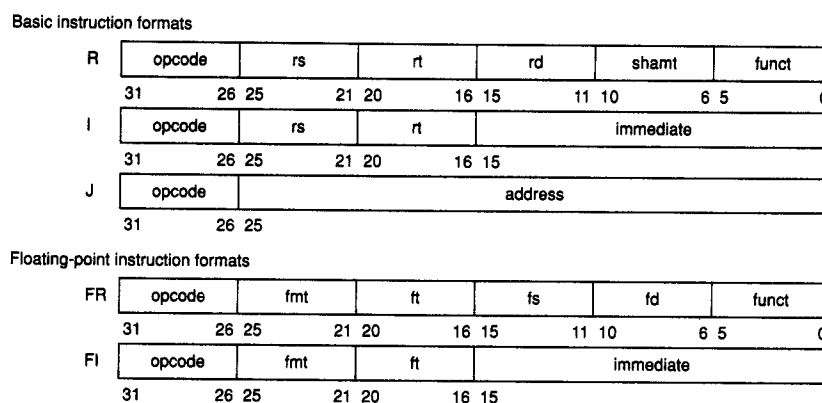 Basic instruction formats
R opcode rs rt rd shamt funct
31 26 25 21 20 16 15 11 10 6 5 0
I opcode rs rt immediate
31 26 25 21 20 16 15
J opcode address
31 26 25
Floating-point instruction formats
FR opcode fmt ft fs fd funct
31 26 25 21 20 16 15 11 10 6 5 0
FI opcode fmt ft immediate
31 26 25 21 20 16 15